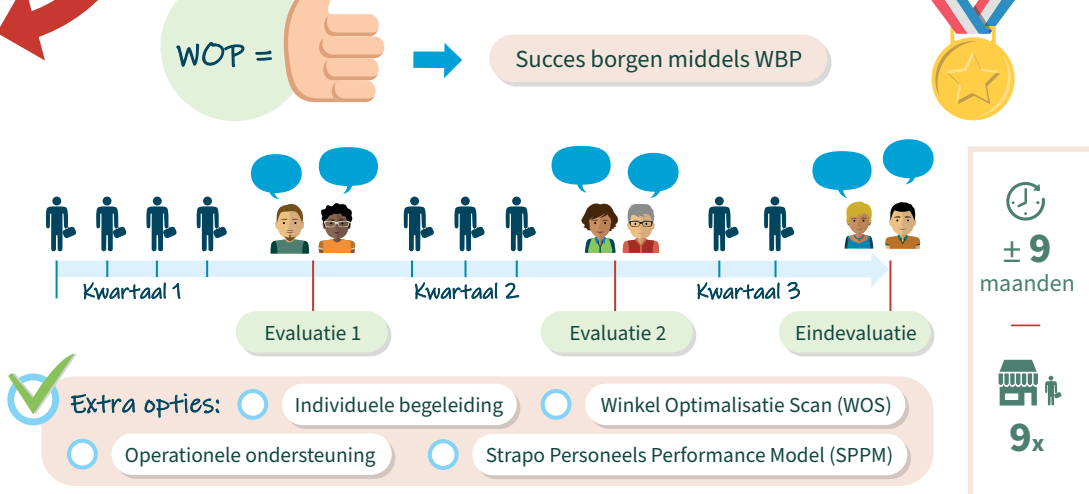 WOP =
Succes borgen middels WBP
Kwartaal 1
Kwartaal 2
Kwartaal 3
Evaluatie 1
Evaluatie 2
Eindevaluatie
± 9
maanden
9x
Extra opties:
Individuele begeleiding
Winkel Optimalisatie Scan (WOS)
Operationele ondersteuning
Strapo Personeels Performance Model (SPPM)